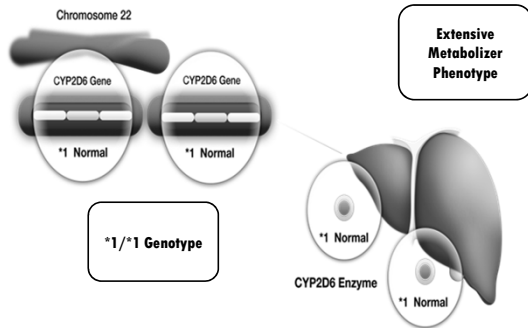 Chromosome 22
CYP2D6 Gene
*1 Normal
CYP2D6 Gene
*1 Normal
*1/*1 Genotype
Extensive
Metabolizer
Phenotype
*1 Normal
CYP2D6 Enzyme
*1 Normal